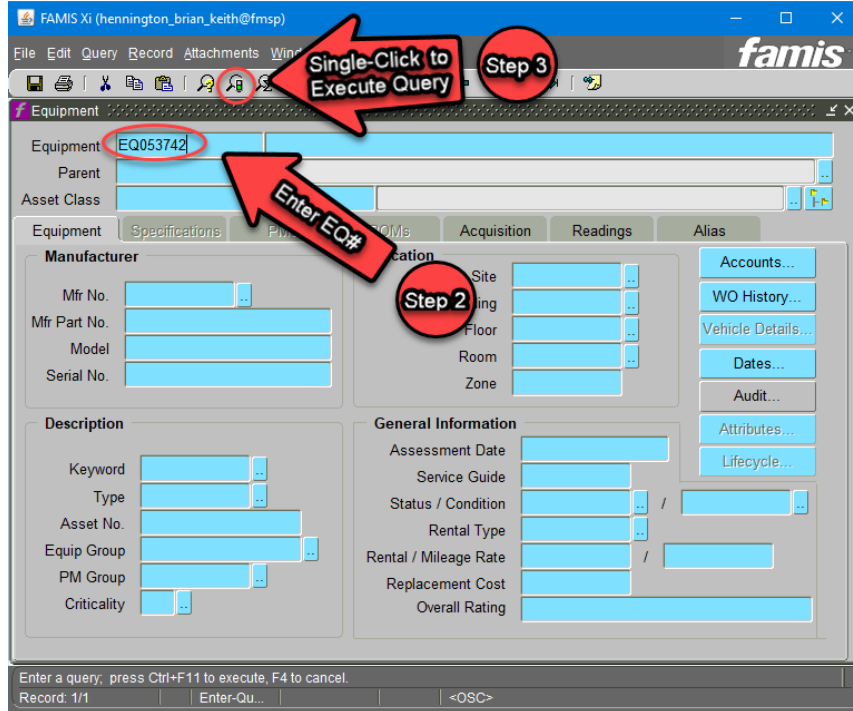 FAMIS Xi (hennington_brian_keith@fmsp)
File Edit Query Record Attachments
famis
Single-Click to
Execute Query
Step 3
Equipment
Equipment EQ053742
Parent
Asset Class
Enter EQ#
Equipment Specifications Acquisition Readings Alias
Manufacturer
Step 2
Site
Accounts...
Mfr No.
WO History...
Mfr Part No.
Floor
Vehicle Details...
Model
Room
Dates...
Serial No.
Zone
Audit...
Description
General Information
Attributes...
Assessment Date
Keyword
Service Guide
Lifecycle...
Type
Status / Condition /
Asset No.
Rental Type
Equip Group
Rental / Mileage Rate /
PM Group
Replacement Cost
Criticality
Overall Rating
Enter a query; press Ctrl+F11 to execute, F4 to cancel.
Record: 1/1 Enter-Qu... <OSC>